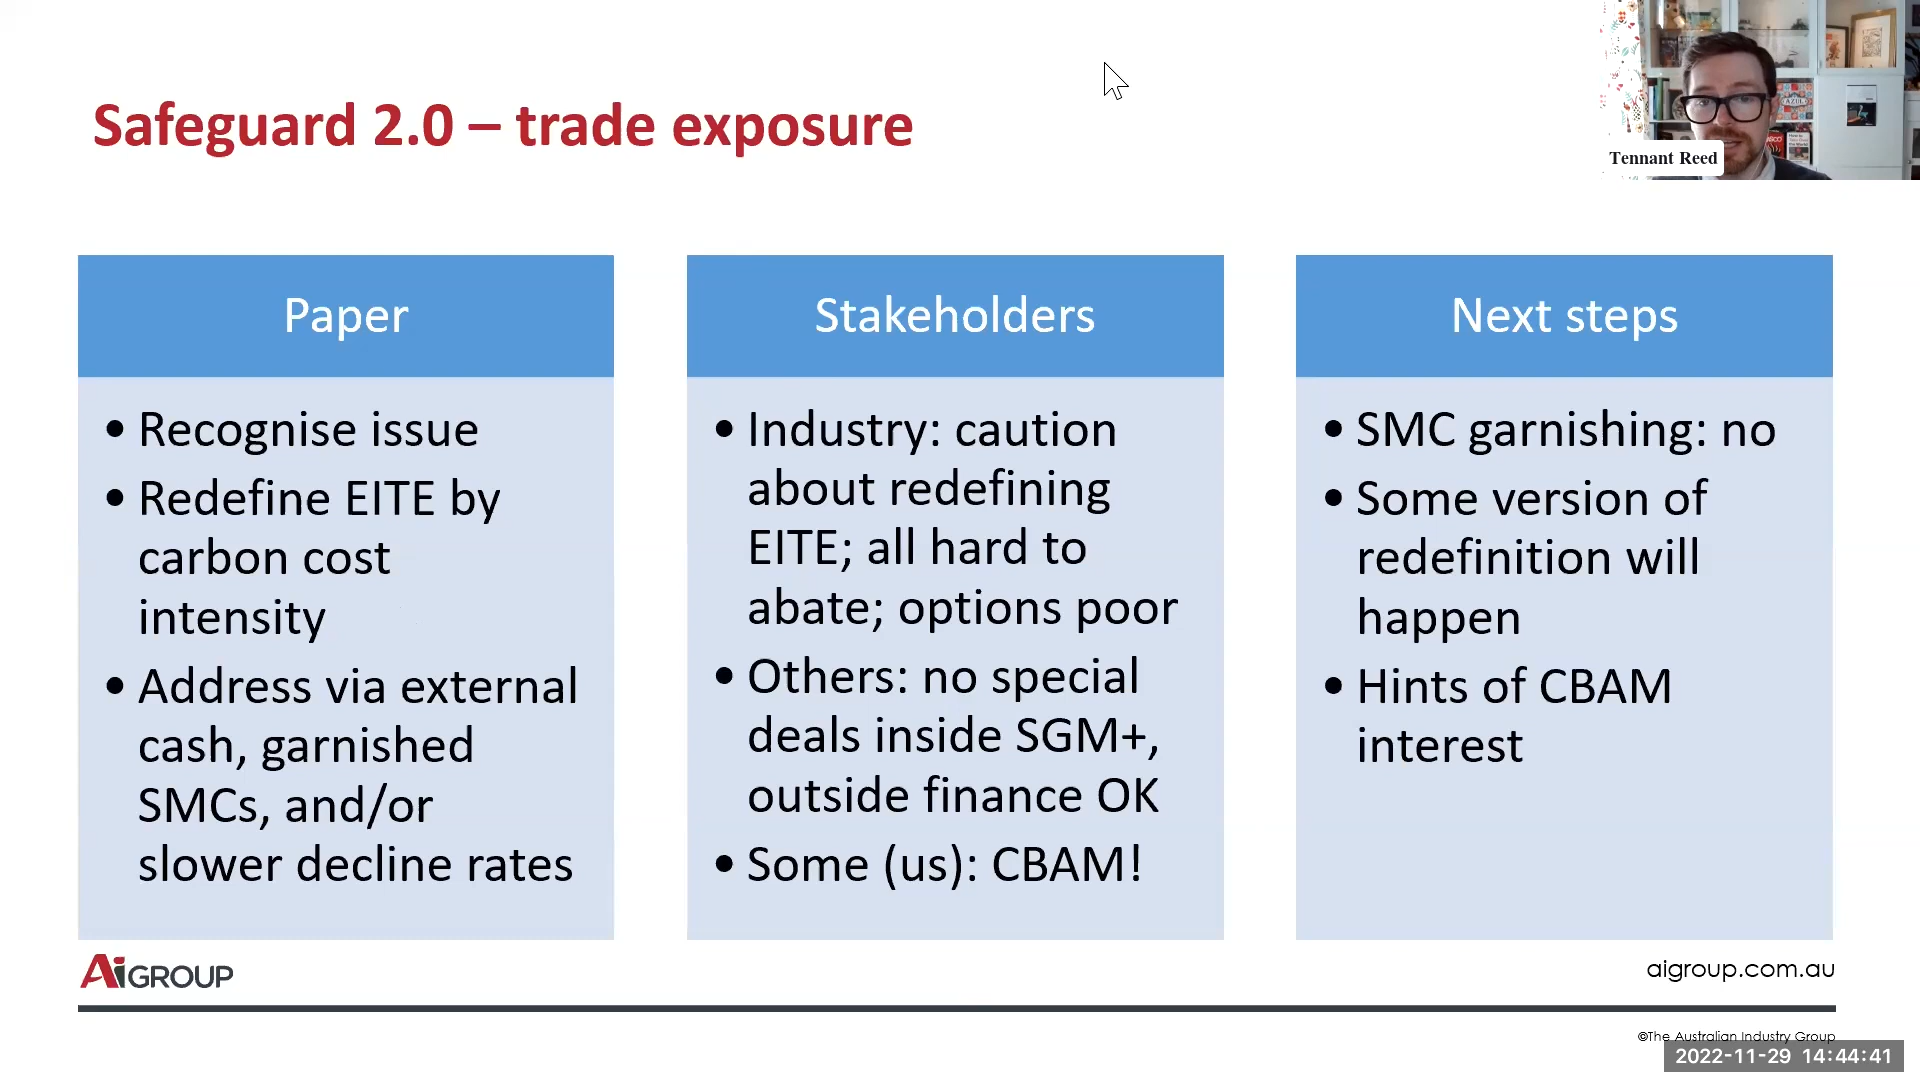 Safeguard 2.0 – trade exposure
Tennant Reed
Paper
• Recognise issue
• Redefine EITE by
carbon cost
intensity
• Address via external
cash, garnished
SMCs, and/or
slower decline rates
Stakeholders
• Industry: caution
about redefining
EITE; all hard to
abate; options poor
• Others: no special
deals inside SGM+,
outside finance OK
• Some (us): CBAM!
Next steps
• SMC garnishing: no
• Some version of
redefinition will
happen
• Hints of CBAM
interest
Ai GROUP
aigroup.com.au
©The Australian Industry Group
2022-11-29 14:44:41
AZUL